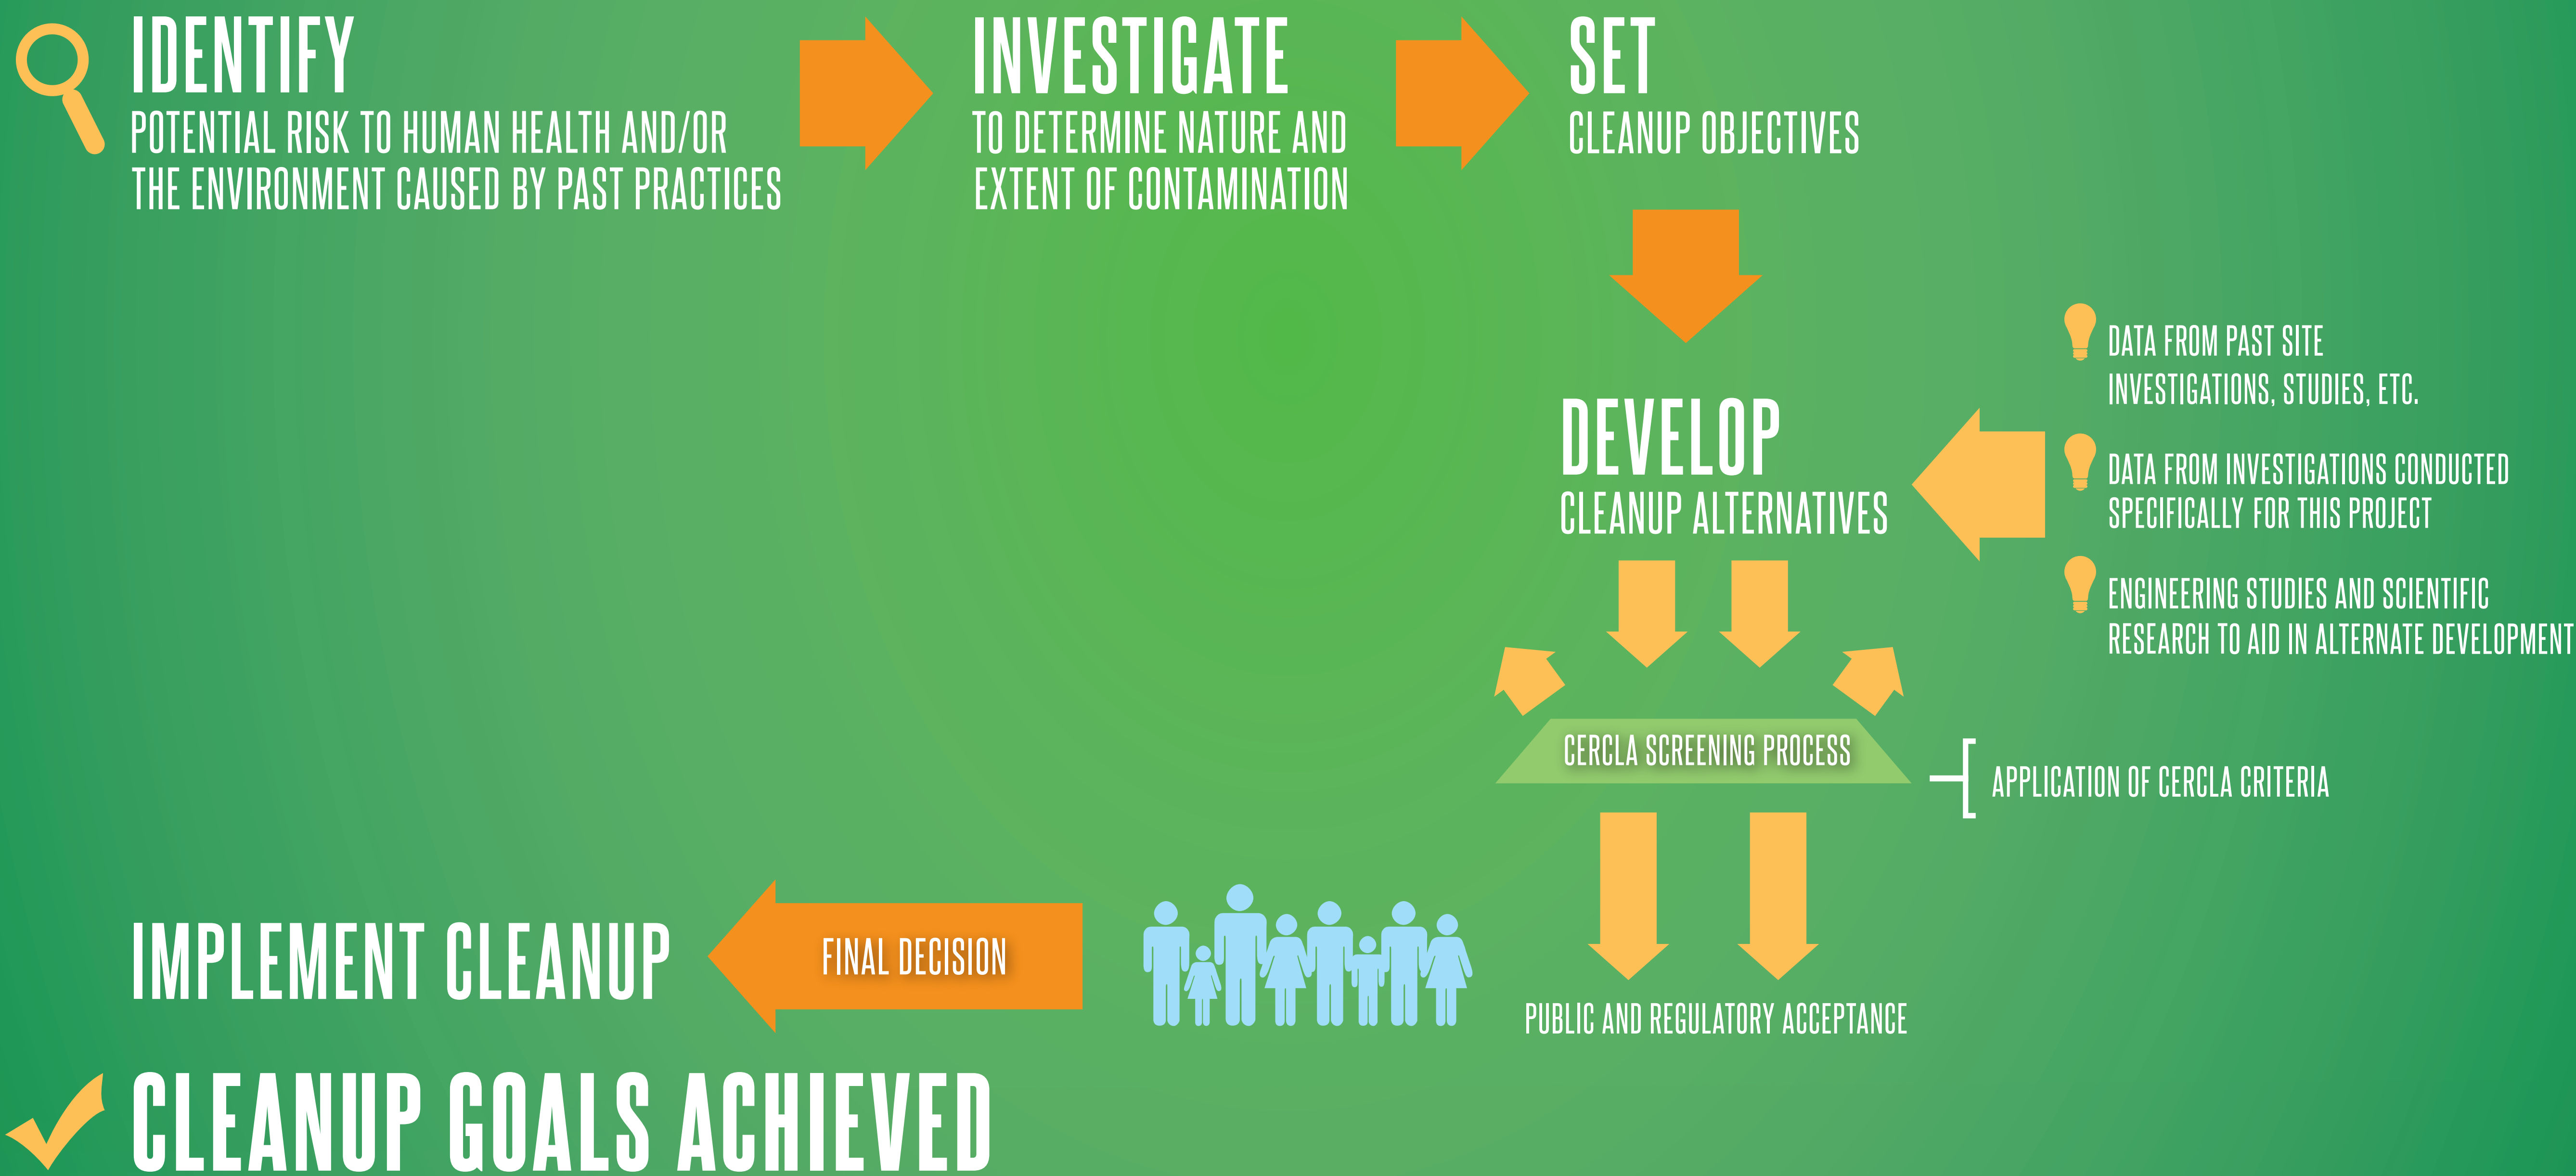 IDENTIFY
POTENTIAL RISK TO HUMAN HEALTH AND/OR
THE ENVIRONMENT CAUSED BY PAST PRACTICES
INVESTIGATE
TO DETERMINE NATURE AND
EXTENT OF CONTAMINATION
SET
CLEANUP OBJECTIVES
DEVELOP
CLEANUP ALTERNATIVES
DATA FROM PAST SITE
INVESTIGATIONS, STUDIES, ETC.
DATA FROM INVESTIGATIONS CONDUCTED
SPECIFICALLY FOR THIS PROJECT
ENGINEERING STUDIES AND SCIENTIFIC
RESEARCH TO AID IN ALTERNATE DEVELOPMENT
CERCLA SCREENING PROCESS
APPLICATION OF CERCLA CRITERIA
PUBLIC AND REGULATORY ACCEPTANCE
FINAL DECISION
IMPLEMENT CLEANUP
CLEANUP GOALS ACHIEVED